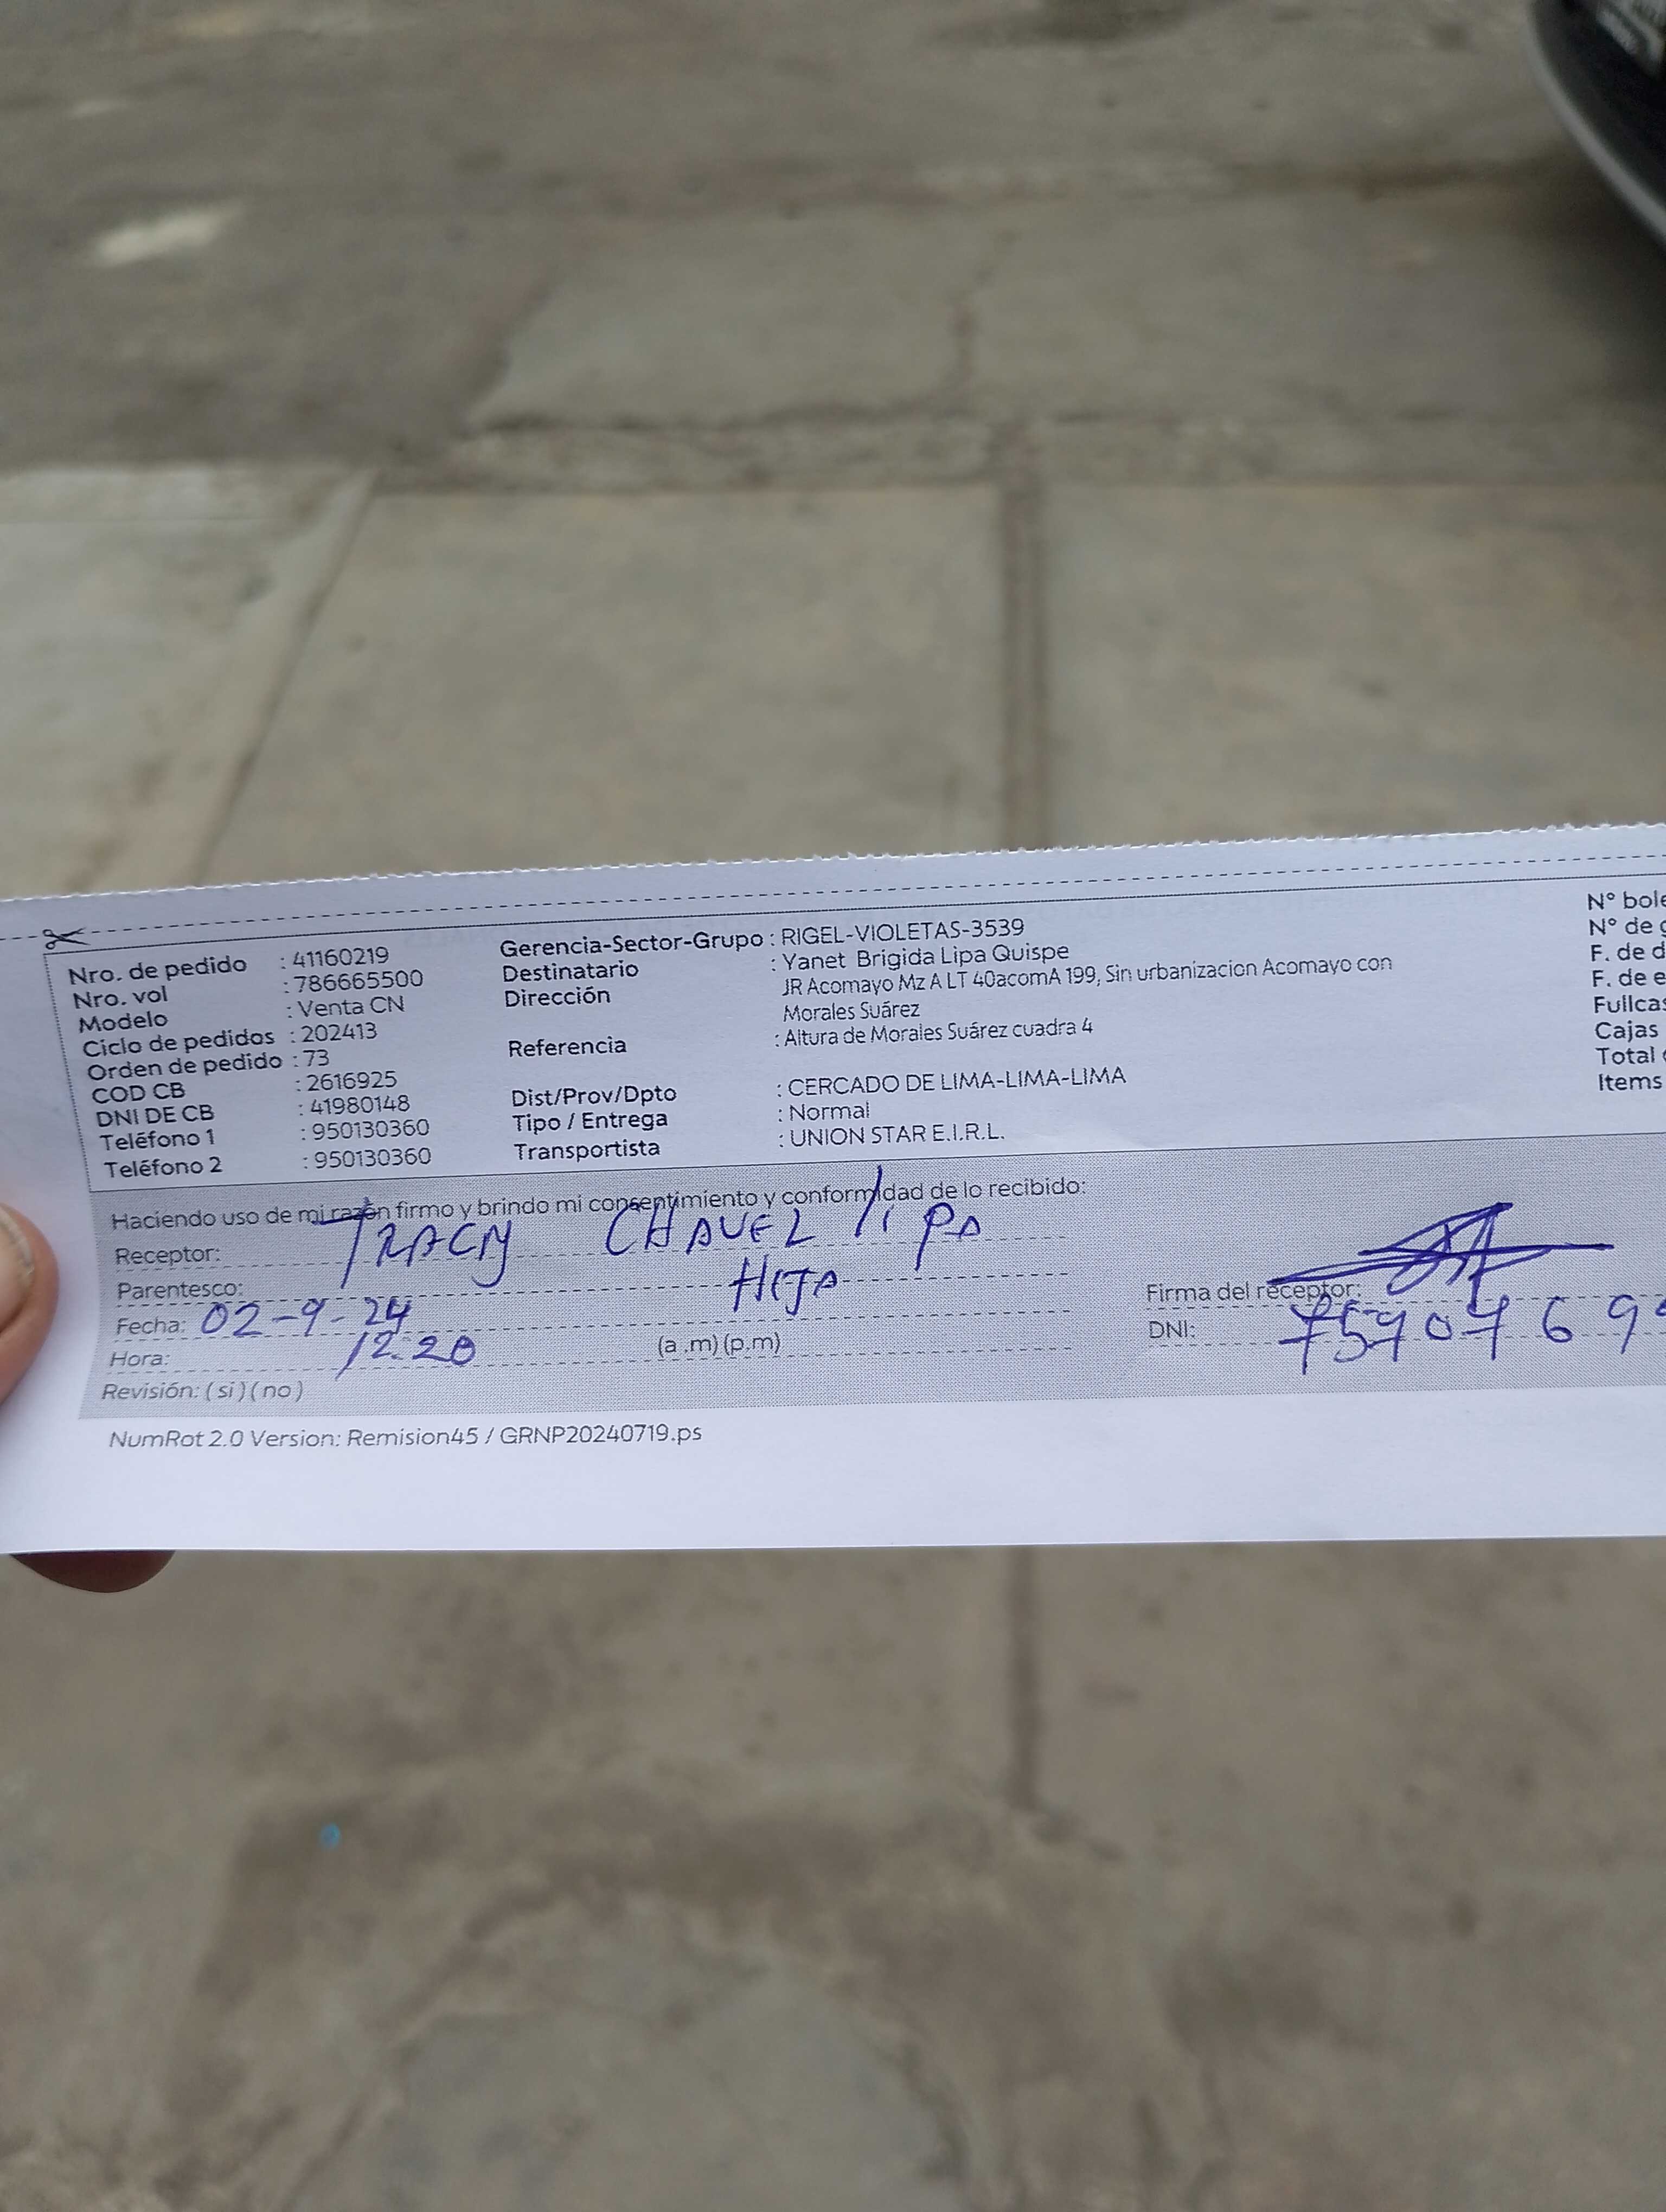 Nro. de pedido : 41160219
Nro. vol : 786665500
Modelo : Venta CN
Ciclo de pedidos : 202413
Orden de pedido : 73
COD CB : 2616925
DNI DE CB : 41980148
Teléfono 1 : 950130360
Teléfono 2 : 950130360
Gerencia-Sector-Grupo : RIGEL-VIOLETAS-3539
Destinatario : Yanet Brigida Lipa Quispe
Dirección JR Acomayo Mz A LT 40acomA 199, Sin urbanizacion Acomayo con
Morales Suárez
Referencia : Altura de Morales Suárez cuadra 4
Dist/Prov/Dpto : CERCADO DE LIMA-LIMA-LIMA
Tipo / Entrega : Normal
Transportista : UNION STAR E.I.R.L.
N° bole
N° de g
F. de d
F. de e
Fullcas
Cajas
Total
Items
Haciendo uso de mi razón firmo y brindo mi consentimiento y conformidad de lo recibido:
Receptor: TRACY CHAVEZ lipa
Parentesco: HIJA
Fecha: 02-9-24
Hora: 12:20 (a .m) (p.m)
Revisión: ( si ) ( no )
Firma del receptor:
DNI:
NumRot 2.0 Version: Remision45 / GRNP20240719.ps